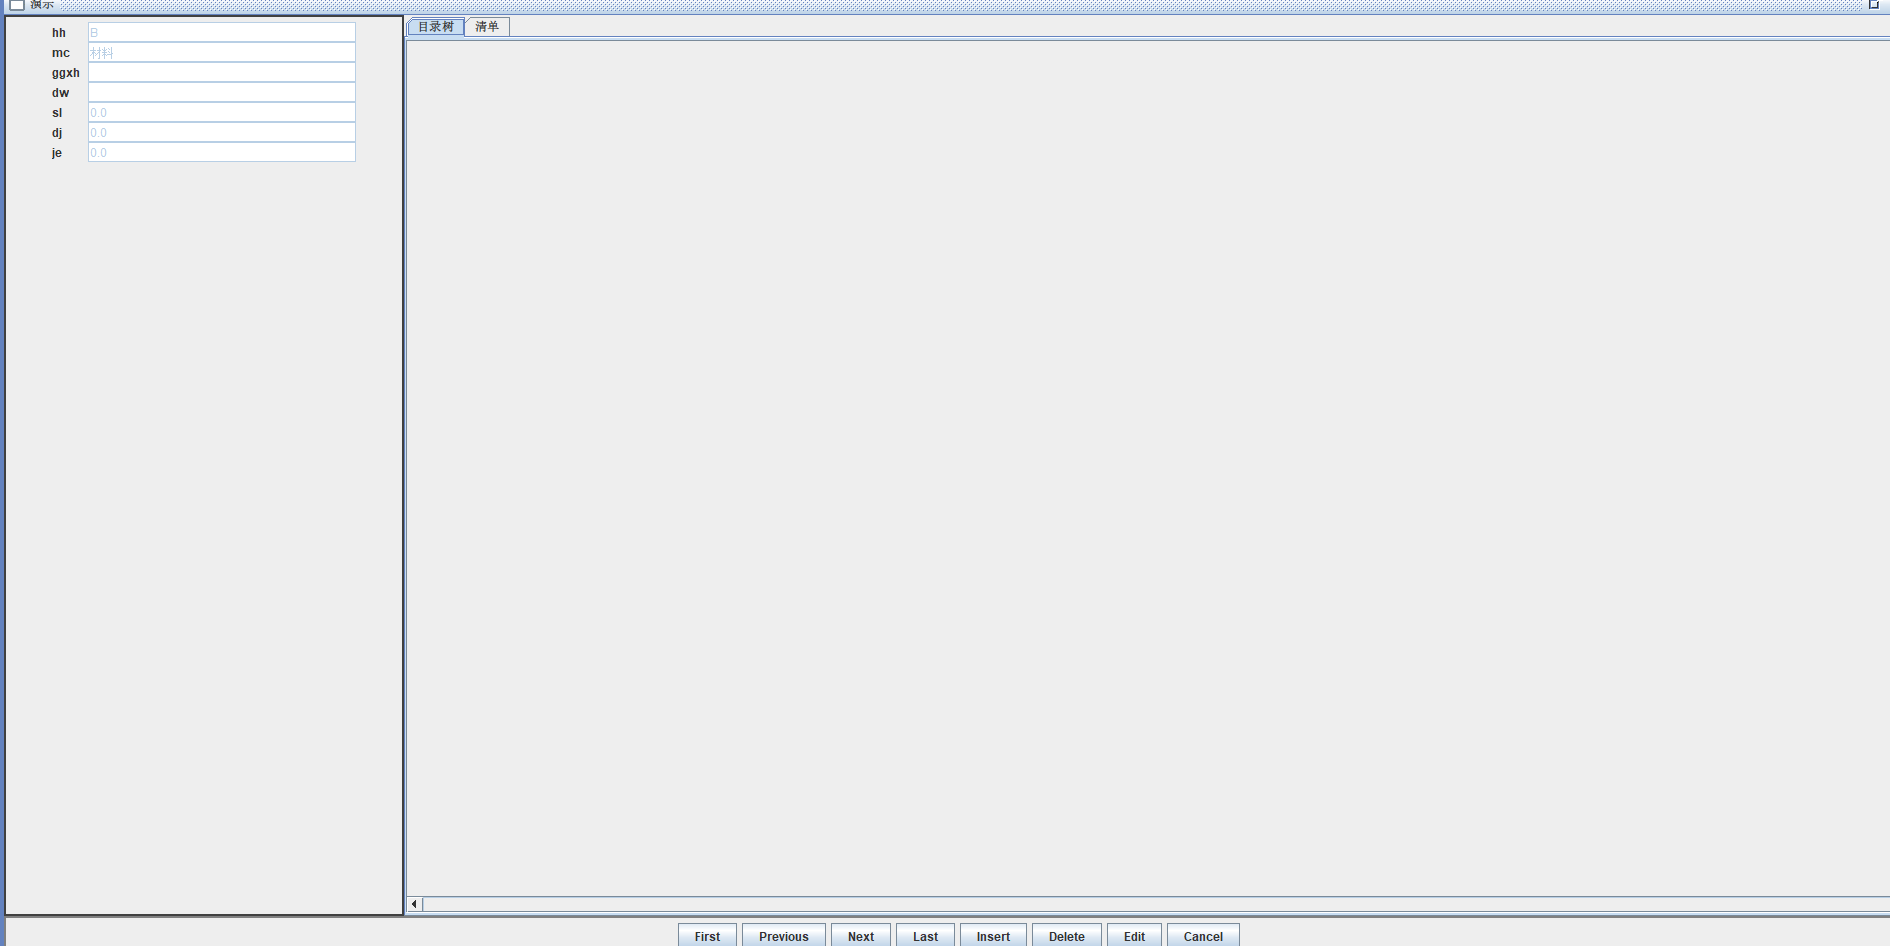 演示
hh B
mc 材料
ggxh
dw
sl 0.0
dj 0.0
je 0.0
目录树 清单
First Previous Next Last Insert Delete Edit Cancel